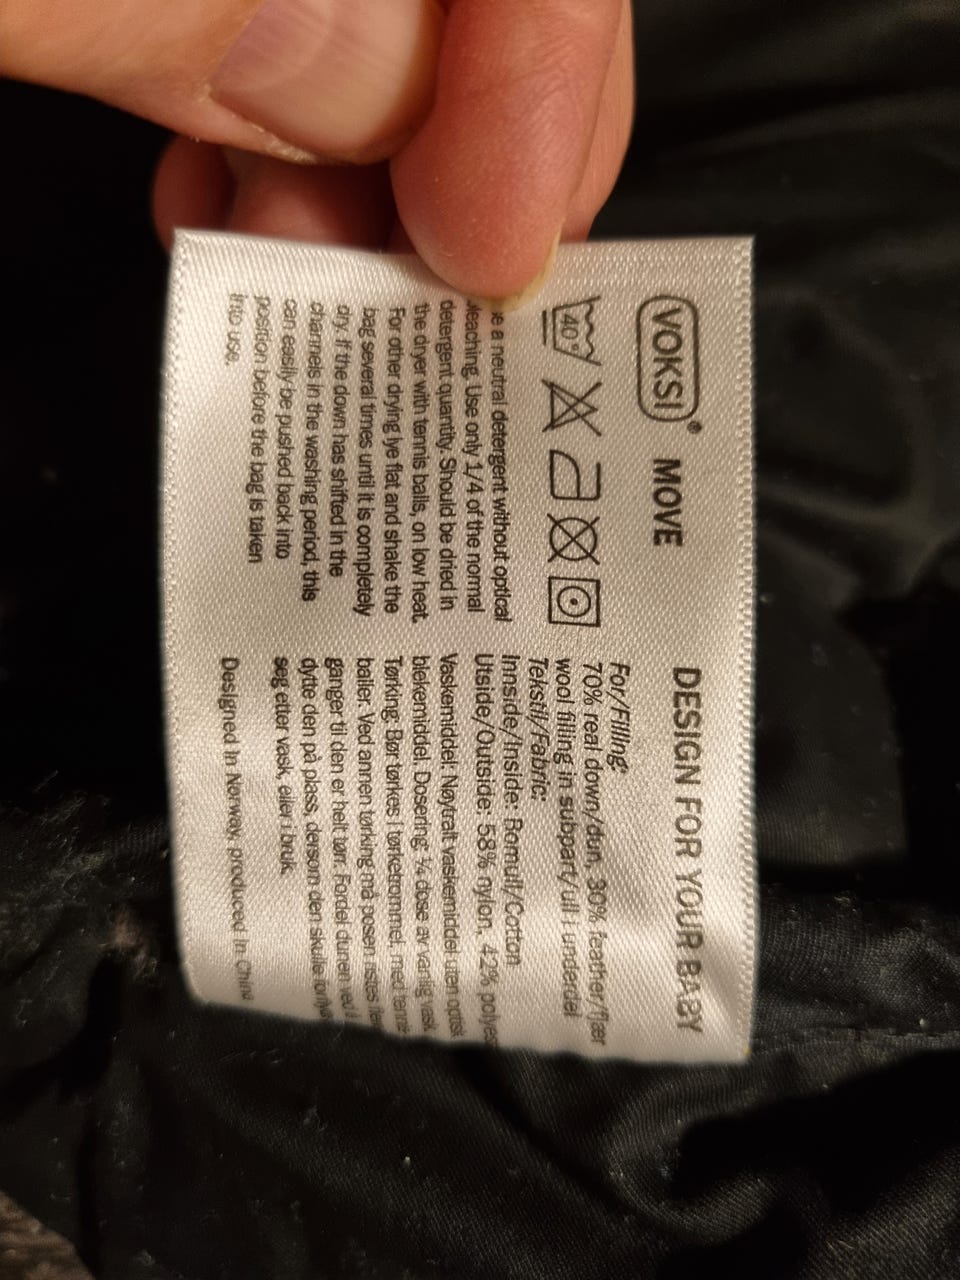 VOKSI® MOVE
DESIGN FOR YOUR BABY
40°
a neutral detergent without optical
bleaching. Use only 1/4 of the normal
detergent quantity. Should be dried in
the dryer with tennis balls, on low heat.
For other drying lye flat and shake the
bag several times until it is completely
dry. If the down has shifted in the
channels in the washing period, this
can easily be pushed back into
position before the bag is taken
into use.
For/Filling:
70% real down/dun, 30% feather/fjær
wool filling in subpart/ull i underdel
Tekstil/Fabric:
Innside/Inside: Bomull/Cotton
Utside/Outside: 58% nylon, 42%
Vaskemiddel: Nøytralt vaskemiddel uten
blekemiddel. Dosering: ¼ dose av vanlig
Tørking: Bør tørkes i tørketrommel, med
baller. Ved annen tørking må posen ristes
ganger til den er helt tørr. Fordel dunen ved å
dytte den på plass, dersom den skulle
seg etter vask, eller i bruk.
Designed in Norway, produced in China